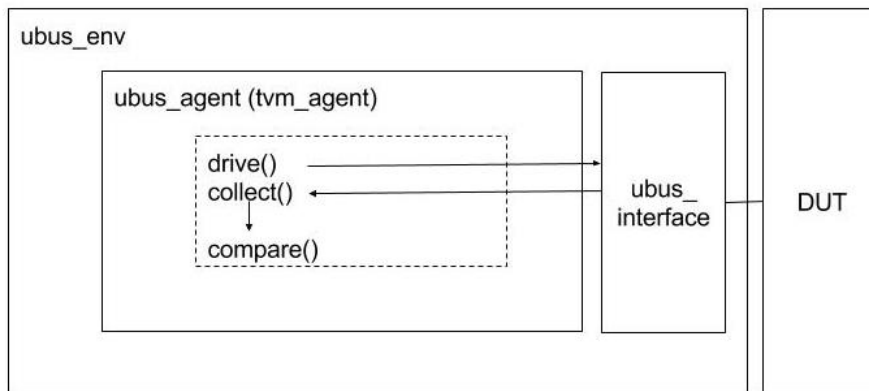 ubus_env
ubus_agent (tvm_agent)
drive()
collect()
compare()
ubus_
interface
DUT